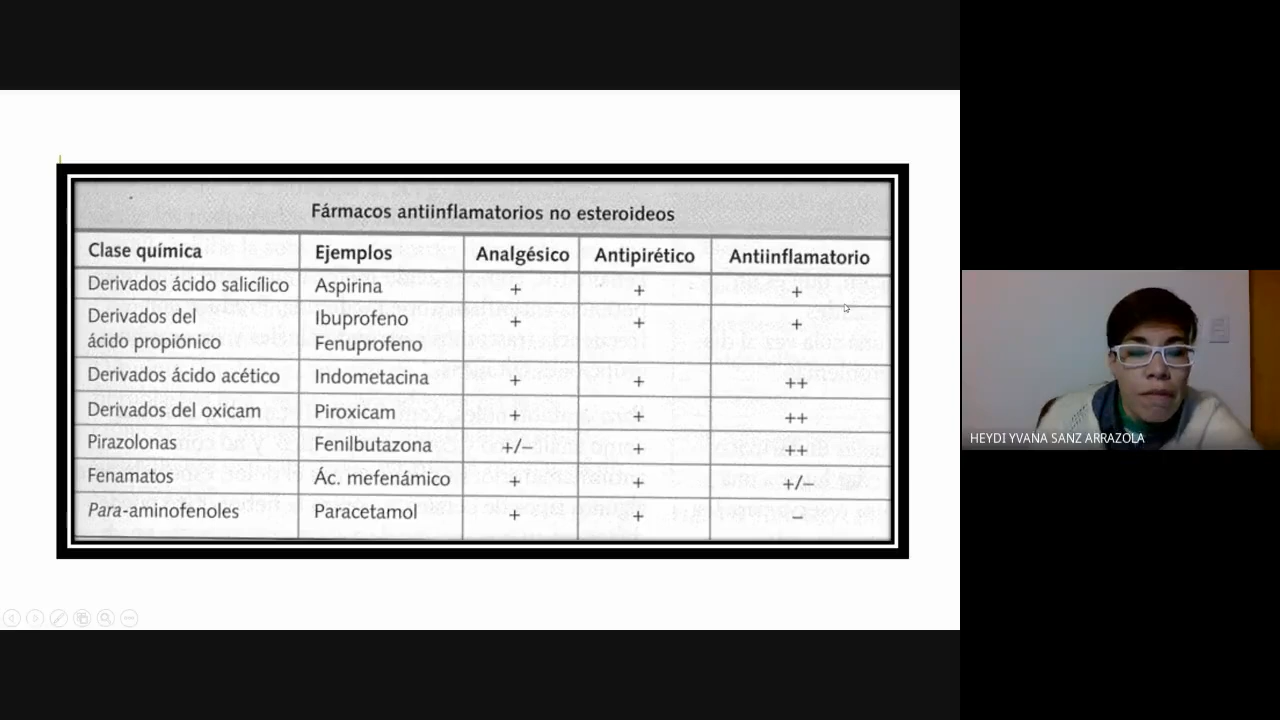 Fármacos antiinflamatorios no esteroideos
Clase química Ejemplos Analgésico Antipirético Antiinflamatorio
Derivados ácido salicílico Aspirina + + +
Derivados del Ibuprofeno + + +
ácido propiónico Fenuprofeno
Derivados ácido acético Indometacina + + ++
Derivados del oxicam Piroxicam + + ++
Pirazolonas Fenilbutazona +/– + ++
Fenamatos Ác. mefenámico + + +/–
Para-aminofenoles Paracetamol + + –
HEYDI YVANA SANZ ARRAZOLA